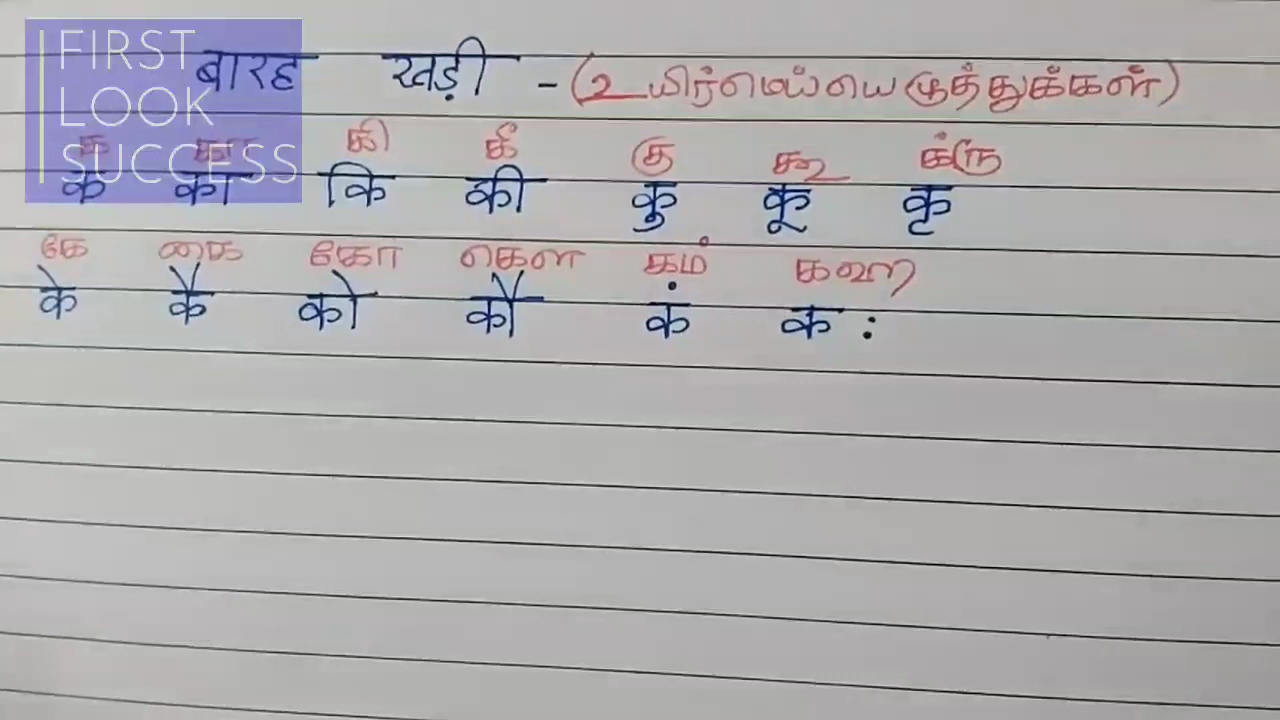 FIRST
LOOK
SUCCESS
बारह खड़ी - (உயிர்மெய்யெழுத்துக்கள்)
க கா கி கீ கு கூ க்ரு
क का कि की कु कू कृ
கே கை கோ கௌ கம் கஹ
के कै को कौ कं कः